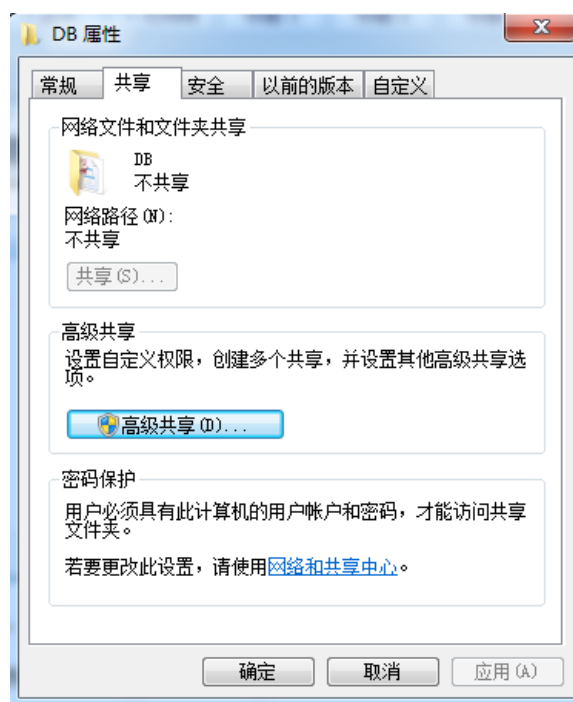 DB 属性
常规 共享 安全 以前的版本 自定义
网络文件和文件夹共享
DB
不共享
网络路径(N):
不共享
共享(S)...
高级共享
设置自定义权限，创建多个共享，并设置其他高级共享选
项。
高级共享(D)...
密码保护
用户必须具有此计算机的用户帐户和密码，才能访问共享
文件夹。
若要更改此设置，请使用网络和共享中心。
确定 取消 应用(A)